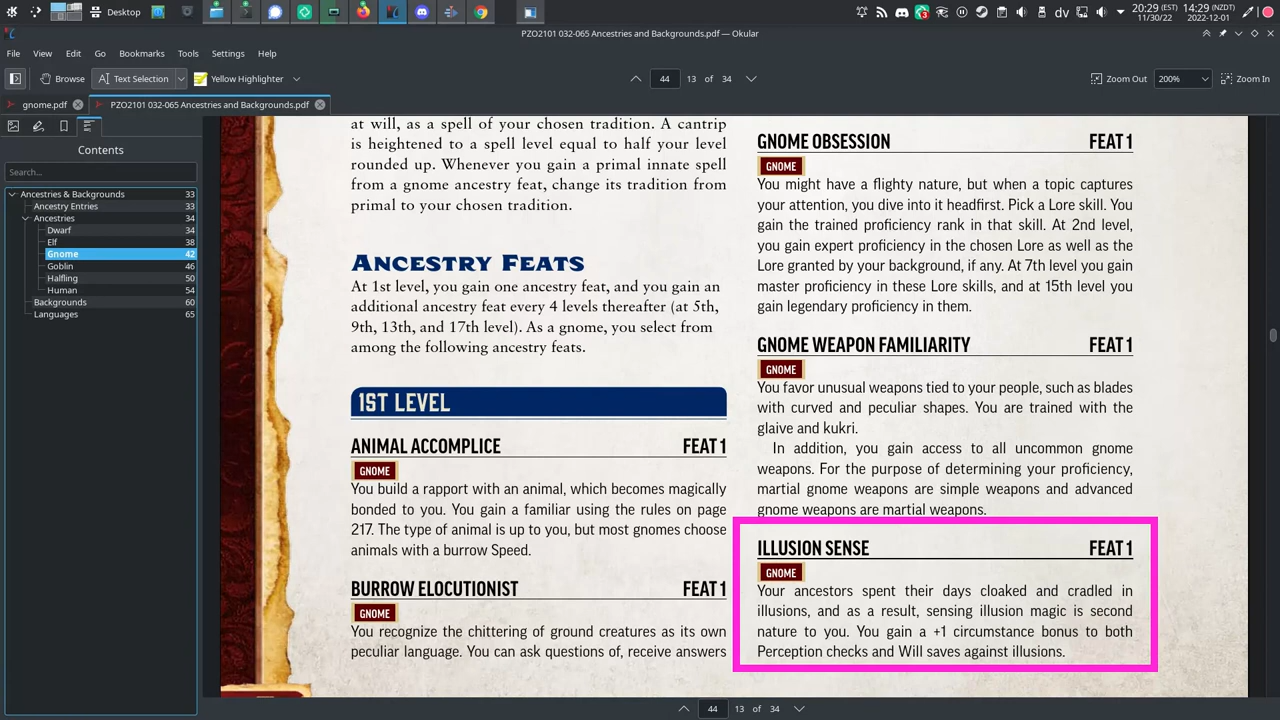 Desktop
20:29 (EST)
11/30/22
14:29 (NZDT)
2022-12-01
PZO2101 032-065 Ancestries and Backgrounds.pdf — Okular
File View Edit Go Bookmarks Tools Settings Help
Browse Text Selection Yellow Highlighter 44 13 of 34 Zoom Out 200% Zoom In
gnome.pdf PZO2101 032-065 Ancestries and Backgrounds.pdf
Contents
Search...
Ancestries & Backgrounds 33
Ancestry Entries 33
Ancestries 34
Dwarf 34
Elf 38
Gnome 42
Goblin 46
Halfling 50
Human 54
Backgrounds 60
Languages 65
at will, as a spell of your chosen tradition. A cantrip
is heightened to a spell level equal to half your level
rounded up. Whenever you gain a primal innate spell
from a gnome ancestry feat, change its tradition from
primal to your chosen tradition.
ANCESTRY FEATS
At 1st level, you gain one ancestry feat, and you gain an
additional ancestry feat every 4 levels thereafter (at 5th,
9th, 13th, and 17th level). As a gnome, you select from
among the following ancestry feats.
1ST LEVEL
ANIMAL ACCOMPLICE FEAT 1
GNOME
You build a rapport with an animal, which becomes magically
bonded to you. You gain a familiar using the rules on page
217. The type of animal is up to you, but most gnomes choose
animals with a burrow Speed.
BURROW ELOCUTIONIST FEAT 1
GNOME
You recognize the chittering of ground creatures as its own
peculiar language. You can ask questions of, receive answers
GNOME OBSESSION FEAT 1
GNOME
You might have a flighty nature, but when a topic captures
your attention, you dive into it headfirst. Pick a Lore skill. You
gain the trained proficiency rank in that skill. At 2nd level,
you gain expert proficiency in the chosen Lore as well as the
Lore granted by your background, if any. At 7th level you gain
master proficiency in these Lore skills, and at 15th level you
gain legendary proficiency in them.
GNOME WEAPON FAMILIARITY FEAT 1
GNOME
You favor unusual weapons tied to your people, such as blades
with curved and peculiar shapes. You are trained with the
glaive and kukri.
In addition, you gain access to all uncommon gnome
weapons. For the purpose of determining your proficiency,
martial gnome weapons are simple weapons and advanced
gnome weapons are martial weapons.
ILLUSION SENSE FEAT 1
GNOME
Your ancestors spent their days cloaked and cradled in
illusions, and as a result, sensing illusion magic is second
nature to you. You gain a +1 circumstance bonus to both
Perception checks and Will saves against illusions.
44 13 of 34